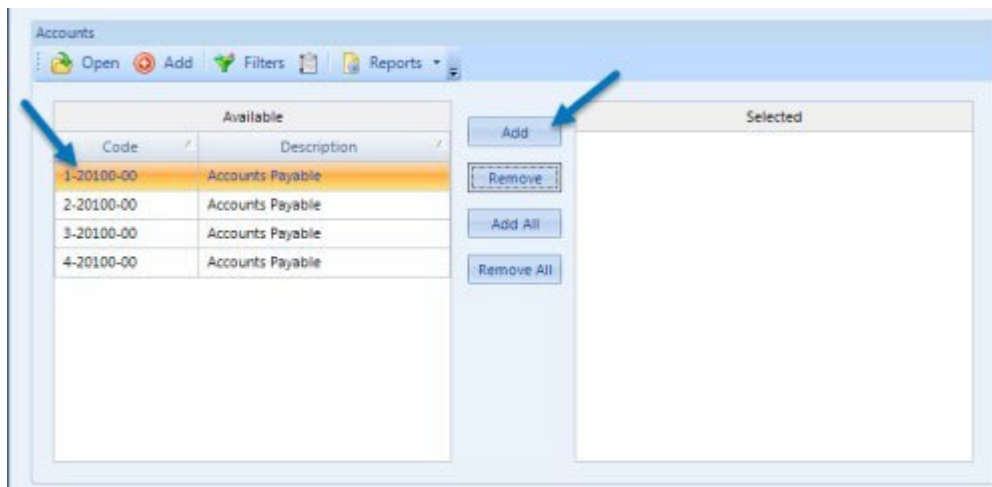 Accounts
Open Add Filters Reports
Available
Selected
Code Description
1-20100-00 Accounts Payable
2-20100-00 Accounts Payable
3-20100-00 Accounts Payable
4-20100-00 Accounts Payable
Add
Remove
Add All
Remove All